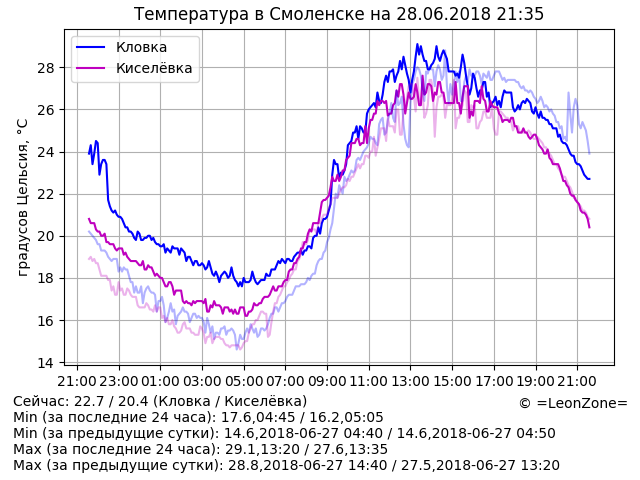 Температура в Смоленске на 28.06.2018 21:35
Кловка
Киселёвка
градусов Цельсия, °C
28
26
24
22
20
18
16
14
21:00 23:00 01:00 03:00 05:00 07:00 09:00 11:00 13:00 15:00 17:00 19:00 21:00
Сейчас: 22.7 / 20.4 (Кловка / Киселёвка)
© =LeonZone=
Min (за последние 24 часа): 17.6,04:45 / 16.2,05:05
Min (за предыдущие сутки): 14.6,2018-06-27 04:40 / 14.6,2018-06-27 04:50
Max (за последние 24 часа): 29.1,13:20 / 27.6,13:35
Max (за предыдущие сутки): 28.8,2018-06-27 14:40 / 27.5,2018-06-27 13:20